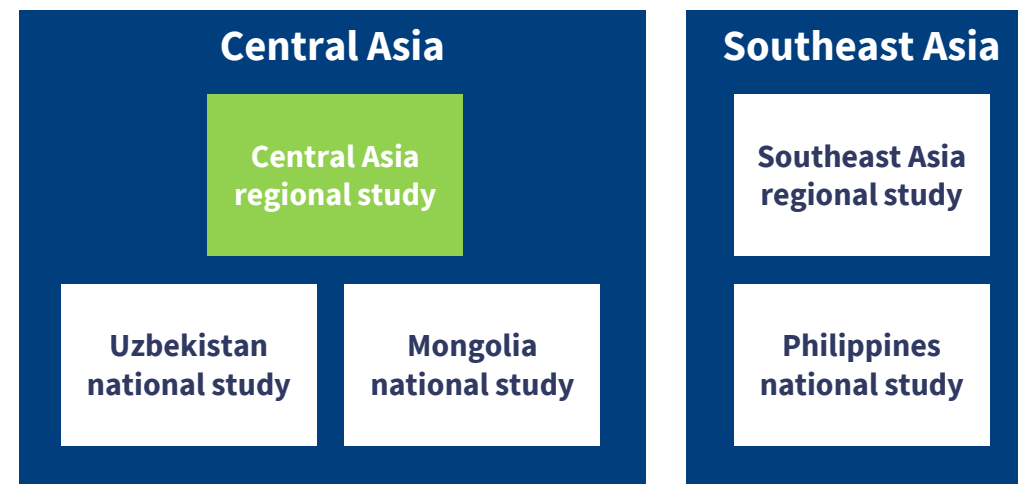 Central Asia
Central Asia
regional study
Uzbekistan
national study
Mongolia
national study
Southeast Asia
Southeast Asia
regional study
Philippines
national study